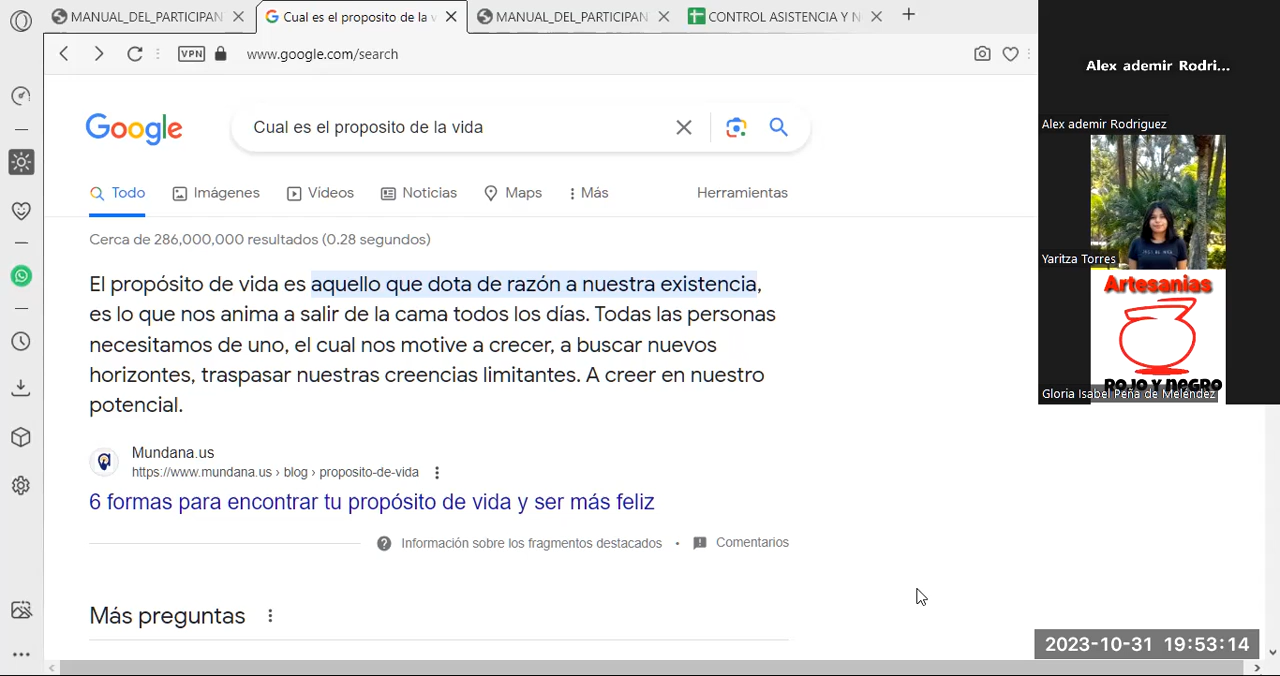 MANUAL_DEL_PARTICIPAN
Cual es el proposito de la v
MANUAL_DEL_PARTICIPAN
CONTROL ASISTENCIA Y N
VPN
www.google.com/search
Google
Cual es el proposito de la vida
Todo
Imágenes
Vídeos
Noticias
Maps
Más
Herramientas
Cerca de 286,000,000 resultados (0.28 segundos)
El propósito de vida es aquello que dota de razón a nuestra existencia,
es lo que nos anima a salir de la cama todos los días. Todas las personas
necesitamos de uno, el cual nos motive a crecer, a buscar nuevos
horizontes, traspasar nuestras creencias limitantes. A creer en nuestro
potencial.
Mundana.us
https://www.mundana.us › blog › proposito-de-vida
6 formas para encontrar tu propósito de vida y ser más feliz
Información sobre los fragmentos destacados
Comentarios
Más preguntas
Alex ademir Rodri...
Alex ademir Rodriguez
Yaritza Torres
Artesanias
ROJO Y NEGRO
Gloria Isabel Peña de Meléndez
2023-10-31 19:53:14